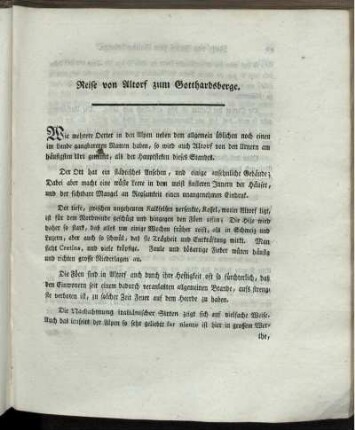 Reise von Altorf zum Gotthardsberge.
Wie mehrere Oerter in den Alpen neben dem allgemein üblichen noch einen
im Lande gangbareren Namen haben, so wird auch Altorf von den Urnern am
häufigsten Uri genannt, als der Hauptflecken dieses Standes.
Der Ort hat ein städtisches Ansehen, und einige ansehnliche Gebäude;
Dabei aber macht eine wüste Leere in dem weit stilleren Innern der Häuser,
und der sichtbare Mangel an Regsamkeit einen unangenehmen Eindruck.
Der tiefe, zwischen ungeheuren Kalkfelsen versenkte, Kessel, worin Altorf ligt,
ist für den Nordwinde geschützt und hingegen den Föen offen; Die Hize wird
daher so stark, daß alles um einige Wochen früher reift, als in Schweiz und
Luzern, aber auch so schwül, daß sie Trägheit und Entkräftung wirkt. Man
sieht Cretins, und viele kröpfige. Faule und bösartige Fieber wüten häufig
und richten große Niederlagen an.
Die Föen sind in Altorf auch durch ihre Heftigkeit oft so fürchterlich, daß
den Einwonern seit einem dadurch veranlaßten allgemeinen Brande, aufs streng-
ste verboten ist, zu solcher Zeit Feuer auf dem Heerde zu haben.
Die Nachahmung italiänischer Sitten zeigt sich auf vielfache Weise.
Auch das jenseits der Alpen so sehr geliebte far niente ist hier in großem Wer-
the,